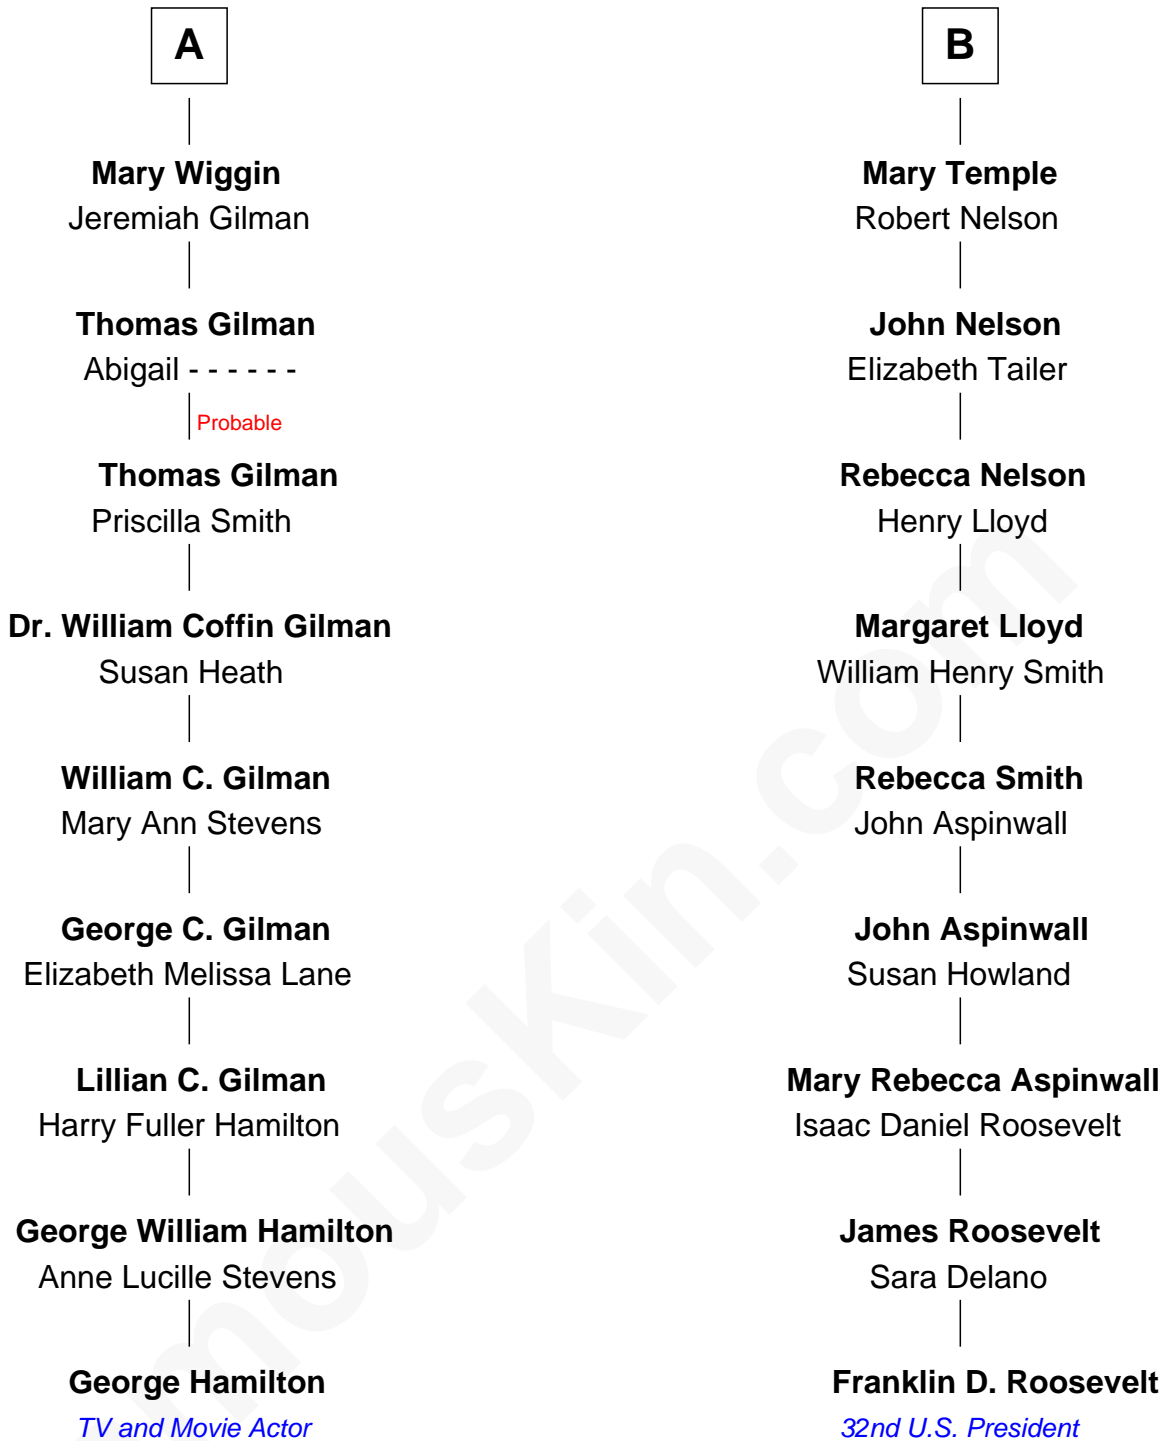 A
Mary Wiggin
Jeremiah Gilman
Thomas Gilman
Abigail - - - - - -
Probable
Thomas Gilman
Priscilla Smith
Dr. William Coffin Gilman
Susan Heath
William C. Gilman
Mary Ann Stevens
George C. Gilman
Elizabeth Melissa Lane
Lillian C. Gilman
Harry Fuller Hamilton
George William Hamilton
Anne Lucille Stevens
George Hamilton
TV and Movie Actor
B
Mary Temple
Robert Nelson
John Nelson
Elizabeth Tailer
Rebecca Nelson
Henry Lloyd
Margaret Lloyd
William Henry Smith
Rebecca Smith
John Aspinwall
John Aspinwall
Susan Howland
Mary Rebecca Aspinwall
Isaac Daniel Roosevelt
James Roosevelt
Sara Delano
Franklin D. Roosevelt
32nd U.S. President
mousKin.com